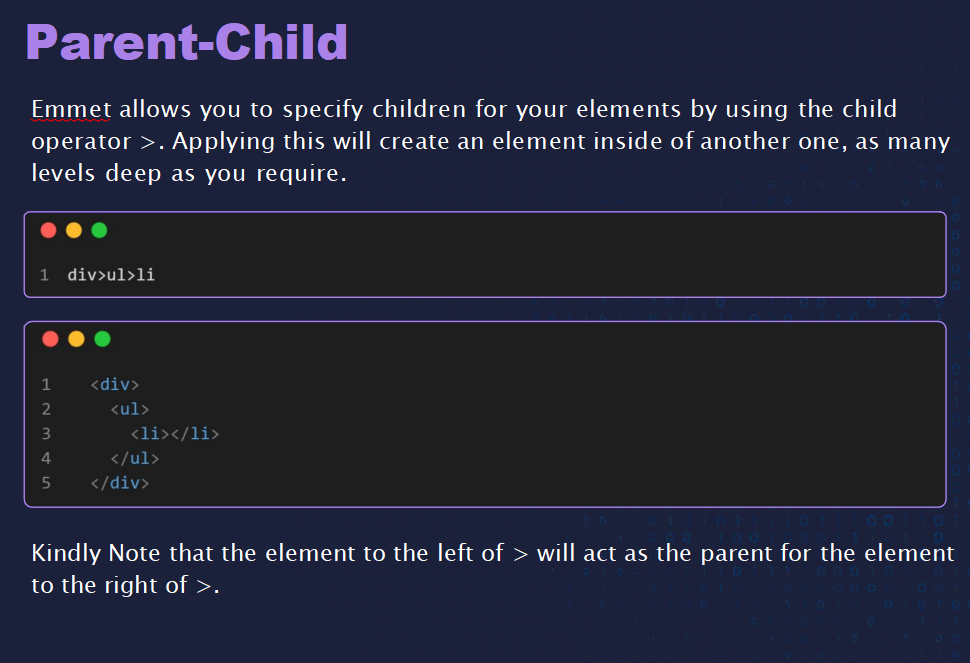 Parent-Child
Emmet allows you to specify children for your elements by using the child
operator >. Applying this will create an element inside of another one, as many
levels deep as you require.
1 div>ul>li
1 <div>
2 <ul>
3 <li></li>
4 </ul>
5 </div>
Kindly Note that the element to the left of > will act as the parent for the element
to the right of >.